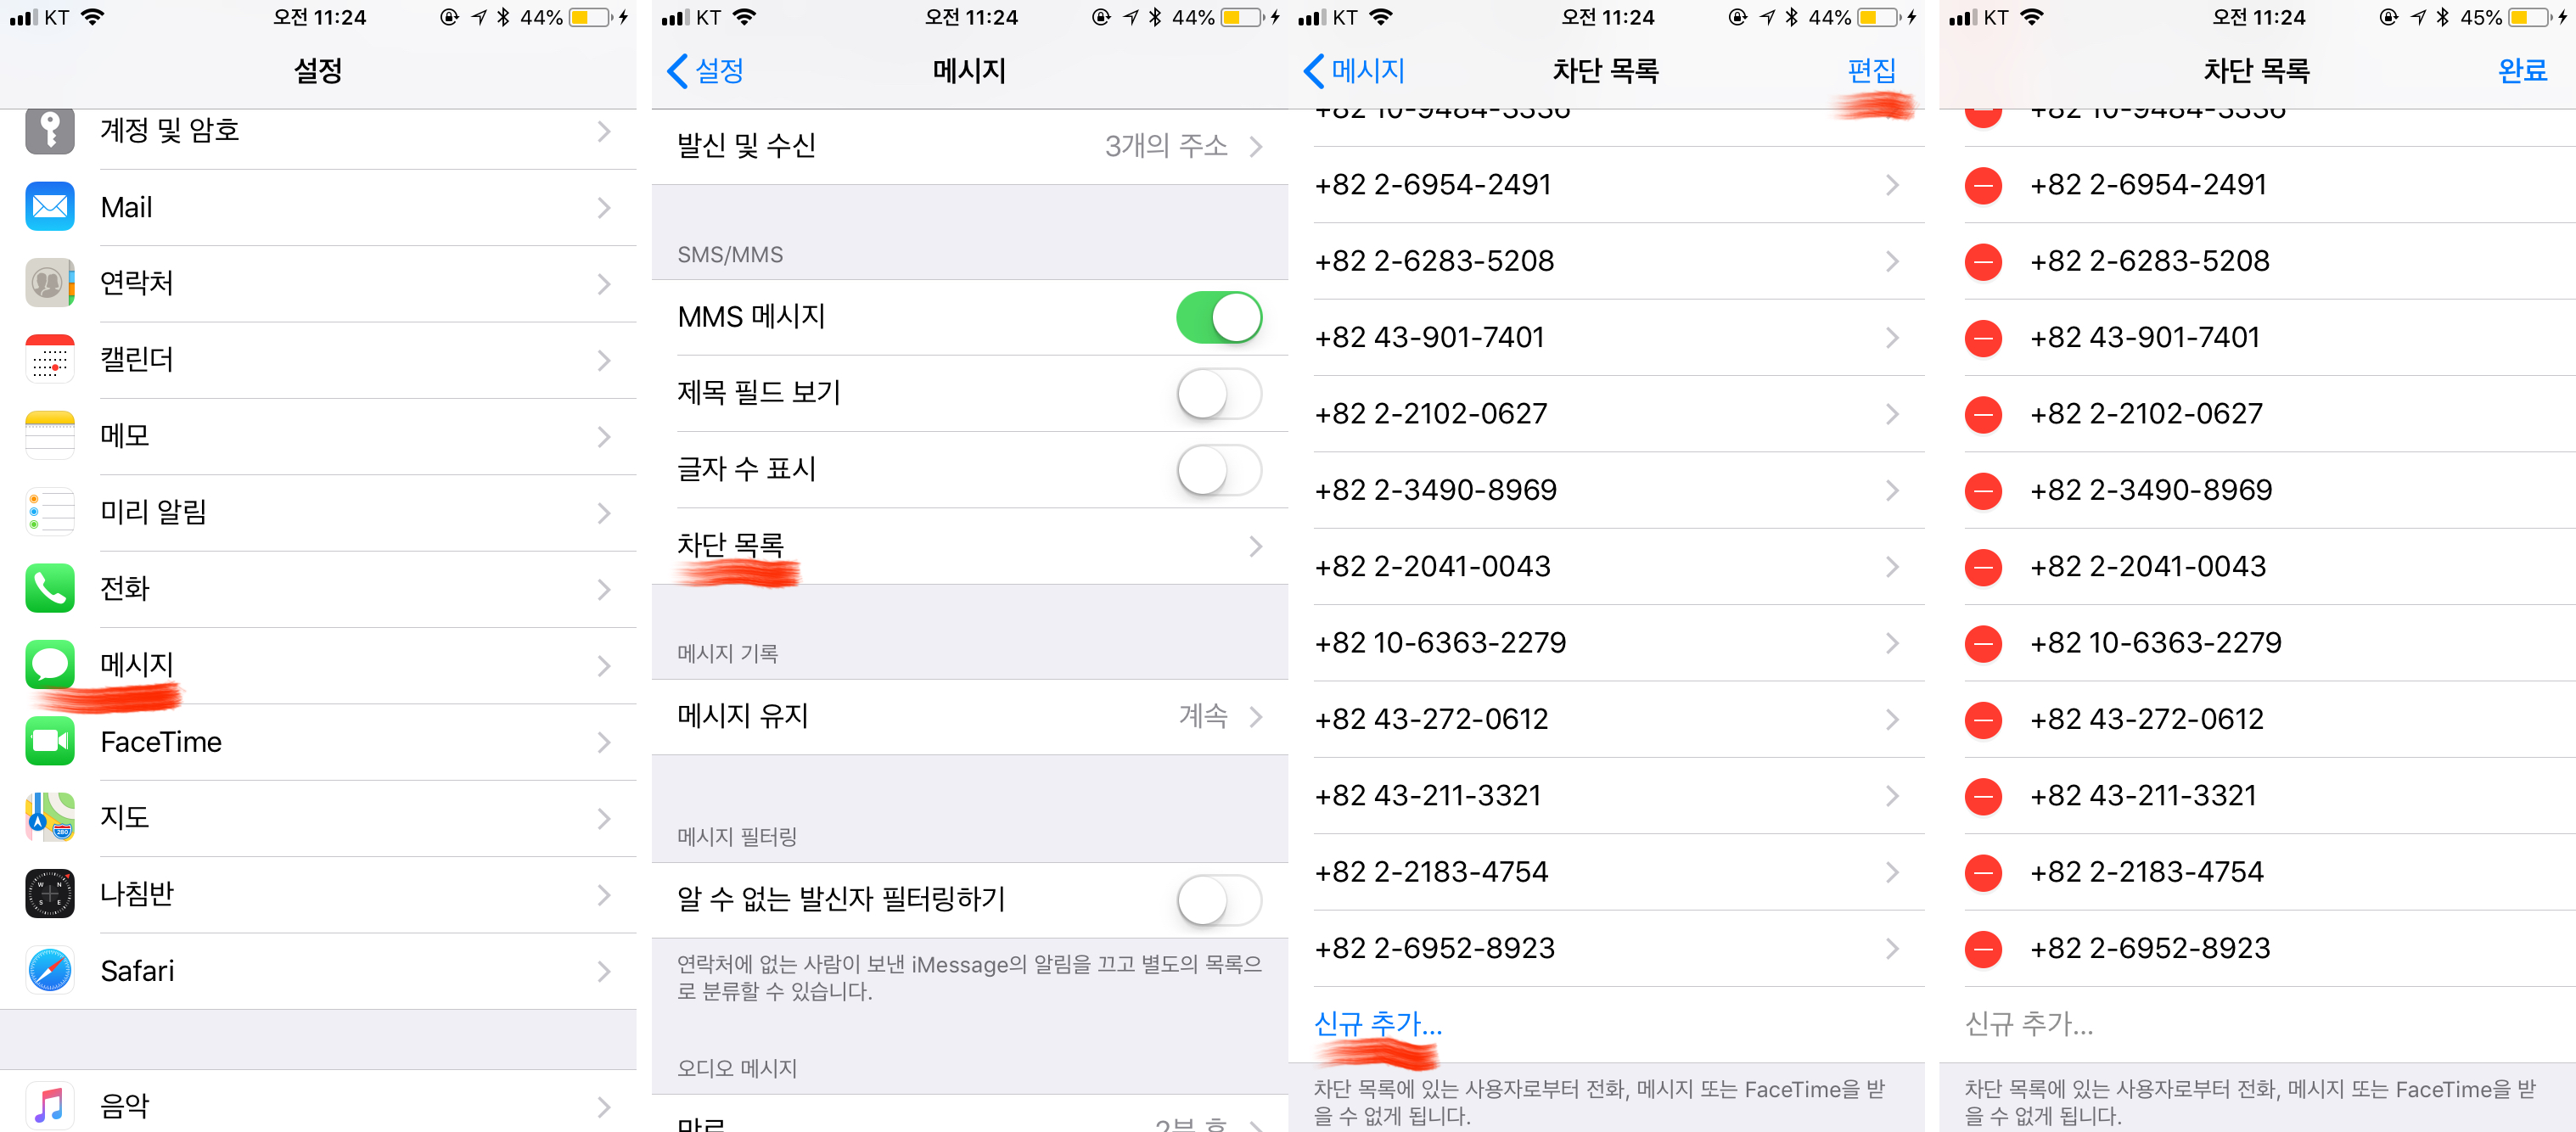 KT 오전 11:24 44%
설정
계정 및 암호
Mail
연락처
캘린더
메모
미리 알림
전화
메시지
FaceTime
지도
나침반
Safari
음악
KT 오전 11:24 44%
설정 메시지
발신 및 수신 3개의 주소
SMS/MMS
MMS 메시지
제목 필드 보기
글자 수 표시
차단 목록
메시지 기록
메시지 유지 계속
메시지 필터링
알 수 없는 발신자 필터링하기
연락처에 없는 사람이 보낸 iMessage의 알림을 끄고 별도의 목록으
로 분류할 수 있습니다.
오디오 메시지
만료 2분 후
KT 오전 11:24 44%
메시지 차단 목록 편집
+82 10-9484-3336
+82 2-6954-2491
+82 2-6283-5208
+82 43-901-7401
+82 2-2102-0627
+82 2-3490-8969
+82 2-2041-0043
+82 10-6363-2279
+82 43-272-0612
+82 43-211-3321
+82 2-2183-4754
+82 2-6952-8923
신규 추가...
차단 목록에 있는 사용자로부터 전화, 메시지 또는 FaceTime을 받
을 수 없게 됩니다.
KT 오전 11:24 45%
차단 목록 완료
+82 10-9484-3336
+82 2-6954-2491
+82 2-6283-5208
+82 43-901-7401
+82 2-2102-0627
+82 2-3490-8969
+82 2-2041-0043
+82 10-6363-2279
+82 43-272-0612
+82 43-211-3321
+82 2-2183-4754
+82 2-6952-8923
신규 추가...
차단 목록에 있는 사용자로부터 전화, 메시지 또는 FaceTime을 받
을 수 없게 됩니다.